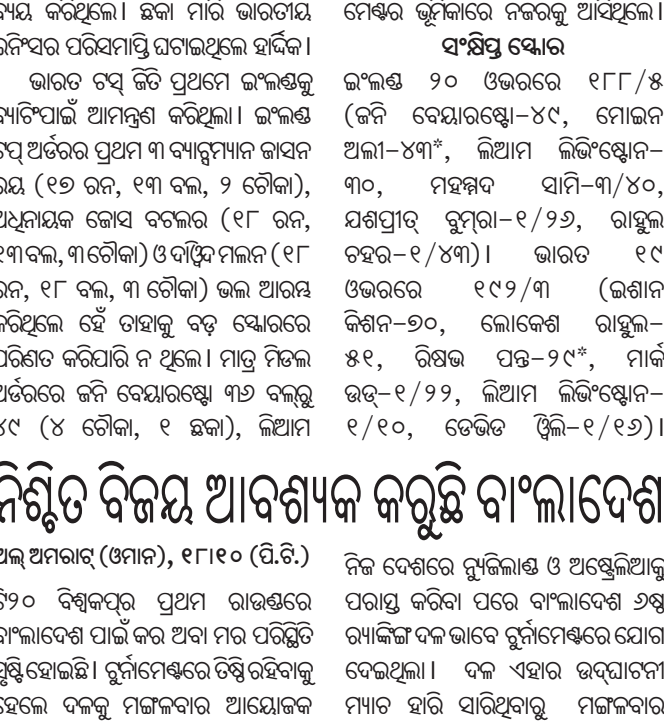 ବ୍ୟୟ କରିଥିଲେ। ଛକା ମାରି ଭାରତୀୟ
ଇନିଂସର ପରିସମାପ୍ତି ଘଟାଇଥିଲେ ହାର୍ଦ୍ଦିକ।
ଭାରତ ଟସ୍ ଜିତି ପ୍ରଥମେ ଇଂଲଣ୍ଡକୁ
ବ୍ୟାଟିଂପାଇଁ ଆମନ୍ତ୍ରଣ କରିଥିଲା। ଇଂଲଣ୍ଡ
ଟପ୍ ଅର୍ଡରର ପ୍ରଥମ ୩ ବ୍ୟାଟ୍ସମ୍ୟାନ ଜାସନ
ରୟ (୧୭ ରନ, ୧୩ ବଲ, ୨ ଚୌକା),
ଅଧିନାୟକ ଜୋସ ବଟଲର (୧୮ ରନ,
୧୩ବଲ, ୩ଚୌକା) ଓ ଦାୱିଦ ମଲନ (୧୮
ରନ, ୧୮ ବଲ, ୩ ଚୌକା) ଭଲ ଆରମ୍ଭ
କରିଥିଲେ ହେଁ ତାହାକୁ ବଡ଼ ସ୍କୋରରେ
ପରିଣତ କରିପାରି ନ ଥିଲେ। ମାତ୍ର ମିଡଲ
ଅର୍ଡରରେ ଜନି ବେୟାରଷ୍ଟୋ ୩୬ ବଲ୍‌ରୁ
୪୯ (୪ ଚୌକା, ୧ ଛକା), ଲିଆମ
ମେଣ୍ଟର ଭୂମିକାରେ ନଜରକୁ ଆସିଥିଲେ।
ସଂକ୍ଷିପ୍ତ ସ୍କୋର
ଇଂଲଣ୍ଡ ୨୦ ଓଭରରେ ୧୮୮/୫
(ଜନି ବେୟାରଷ୍ଟୋ–୪୯, ମୋଇନ
ଅଲୀ–୪୩*, ଲିଆମ ଲିଭିଂଷ୍ଟୋନ–
୩୦, ମହମ୍ମଦ ସାମି–୩/୪୦,
ଯଶପ୍ରୀତ୍ ବୁମ୍‌ରା–୧/୨୬, ରାହୁଲ
ଚହର–୧/୪୩)। ଭାରତ ୧୯
ଓଭରରେ ୧୯୨/୩ (ଇଶାନ
କିଶନ–୭୦, ଲୋକେଶ ରାହୁଲ–
୫୧, ରିଷଭ ପନ୍ତ–୨୯*, ମାର୍କ
ଉଡ୍–୧/୨୨, ଲିଆମ ଲିଭିଂଷ୍ଟୋନ–
୧/୧୦, ଡେଭିଡ ୱିଲି–୧/୧୬)।
ନିଶ୍ଚିତ ବିଜୟ ଆବଶ୍ୟକ କରୁଛି ବାଂଲାଦେଶ
ଅଲ୍ ଅମରାଟ୍ (ଓମାନ), ୧୮।୧୦ (ପି.ଟି.)
ଟି୨୦ ବିଶ୍ୱକପ୍‌ର ପ୍ରଥମ ରାଉଣ୍ଡରେ
ବାଂଲାଦେଶ ପାଇଁ କର ଅବା ମର ପରିସ୍ଥିତି
ସୃଷ୍ଟି ହୋଇଛି। ଟୁର୍ନାମେଣ୍ଟରେ ତିଷ୍ଠି ରହିବାକୁ
ହେଲେ ଦଳକୁ ମଙ୍ଗଳବାର ଆୟୋଜକ
ନିଜ ଦେଶରେ ନ୍ୟୁଜିଲାଣ୍ଡ ଓ ଅଷ୍ଟ୍ରେଲିଆକୁ
ପରାସ୍ତ କରିବା ପରେ ବାଂଲାଦେଶ ୬ଷ୍ଠ
ର‍୍ୟାଙ୍କିଙ୍ଗ ଦଳ ଭାବେ ଟୁର୍ନାମେଣ୍ଟରେ ଯୋଗ
ଦେଇଥିଲା। ଦଳ ଏହାର ଉଦ୍‌ଘାଟନୀ
ମ୍ୟାଚ ହାରି ସାରିଥିବାରୁ ମଙ୍ଗଳବାର